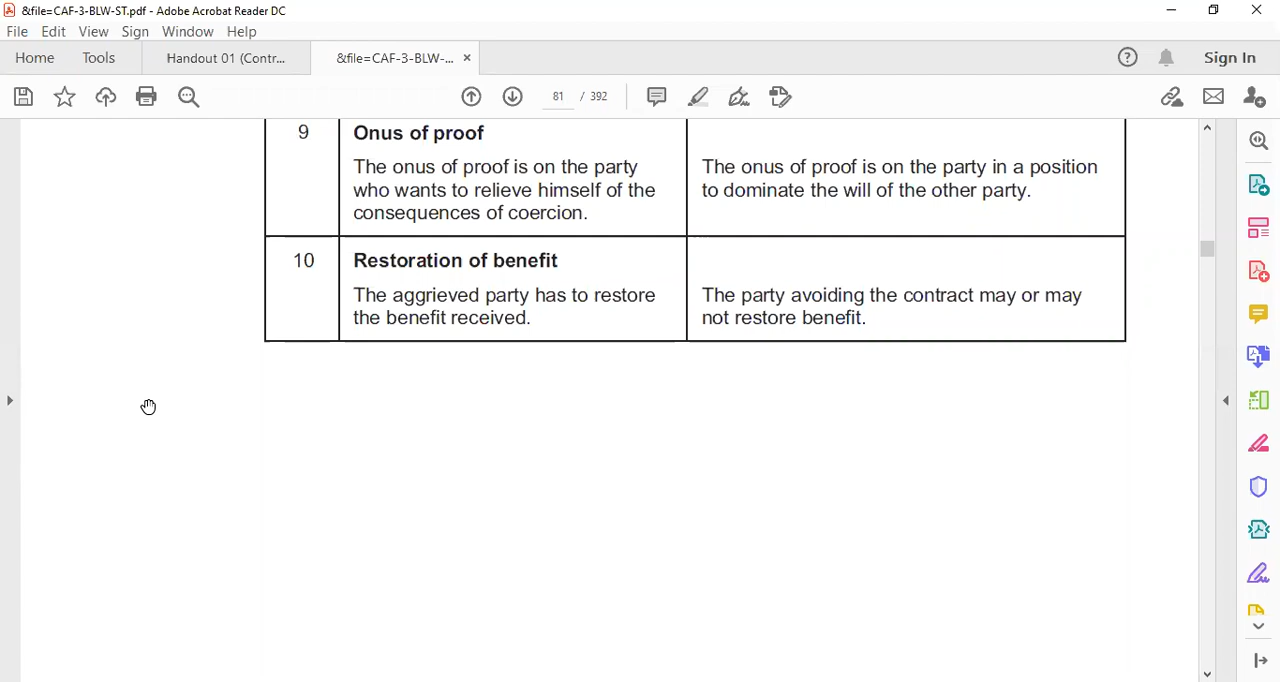 &file=CAF-3-BLW-ST.pdf - Adobe Acrobat Reader DC
File Edit View Sign Window Help
Home Tools Handout 01 (Contr... &file=CAF-3-BLW-... ×
81 / 392
Sign In
9 Onus of proof
The onus of proof is on the party
who wants to relieve himself of the
consequences of coercion.
The onus of proof is on the party in a position
to dominate the will of the other party.
10 Restoration of benefit
The aggrieved party has to restore
the benefit received.
The party avoiding the contract may or may
not restore benefit.